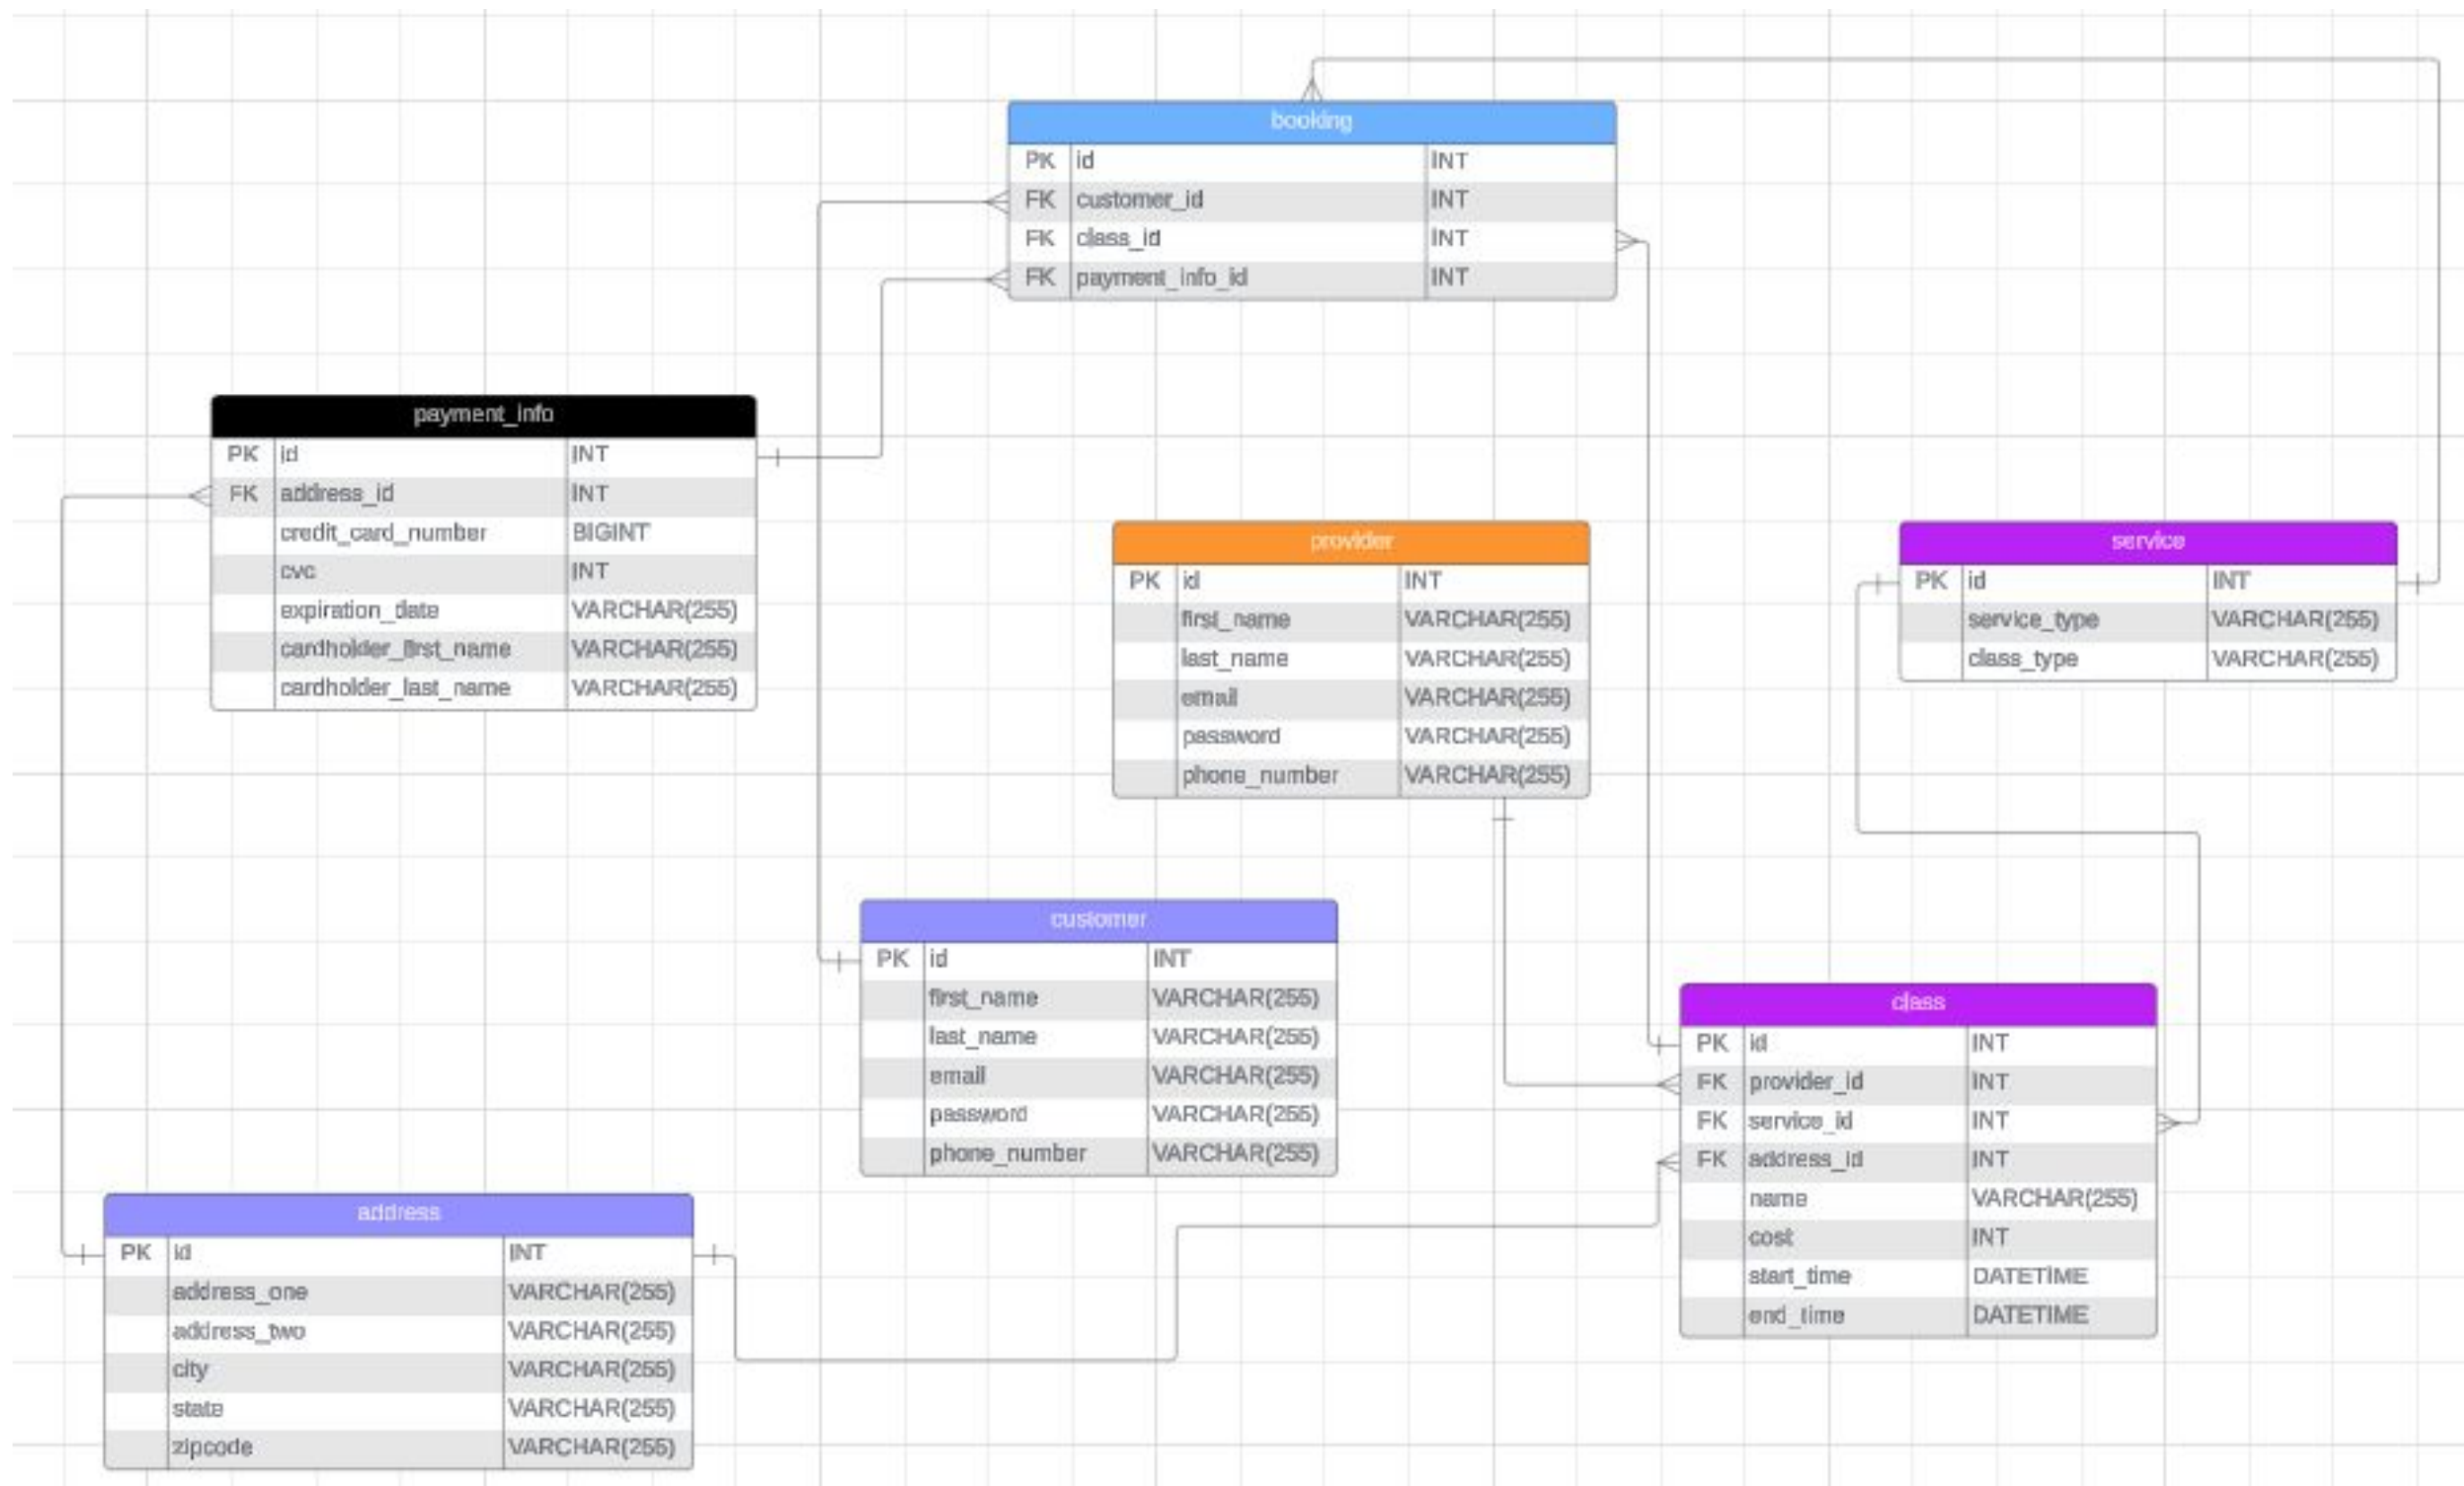 booking
PK id INT
FK customer_id INT
FK class_id INT
FK payment_info_id INT
payment_info
PK id INT
FK address_id INT
credit_card_number BIGINT
cvc INT
expiration_date VARCHAR(255)
cardholder_first_name VARCHAR(255)
cardholder_last_name VARCHAR(255)
provider
PK id INT
first_name VARCHAR(255)
last_name VARCHAR(255)
email VARCHAR(255)
password VARCHAR(255)
phone_number VARCHAR(255)
service
PK id INT
service_type VARCHAR(255)
class_type VARCHAR(255)
customer
PK id INT
first_name VARCHAR(255)
last_name VARCHAR(255)
email VARCHAR(255)
password VARCHAR(255)
phone_number VARCHAR(255)
class
PK id INT
FK provider_id INT
FK service_id INT
FK address_id INT
name VARCHAR(255)
cost INT
start_time DATETIME
end_time DATETIME
address
PK id INT
address_one VARCHAR(255)
address_two VARCHAR(255)
city VARCHAR(255)
state VARCHAR(255)
zipcode VARCHAR(255)